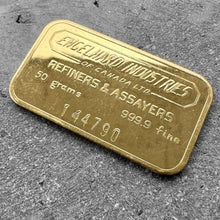 ENGELHARD INDUSTRIES
OF CANADA LTD
REFINERS & ASSAYERS
50 grams 999.9 fine
144790